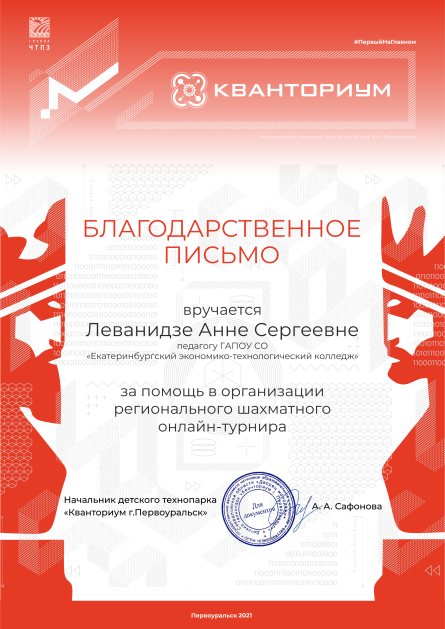 ГРУППА
ЧТПЗ
#ПервыйНаГлавном
КВАНТОРИУМ
БЛАГОДАРСТВЕННОЕ
ПИСЬМО
вручается
Леванидзе Анне Сергеевне
педагогу ГАПОУ СО
«Екатеринбургский экономико-технологический колледж»
за помощь в организации
регионального шахматного
онлайн-турнира
Начальник детского технопарка
«Кванториум г.Первоуральск»
Для
документов
А. А. Сафонова
Первоуральск 2021